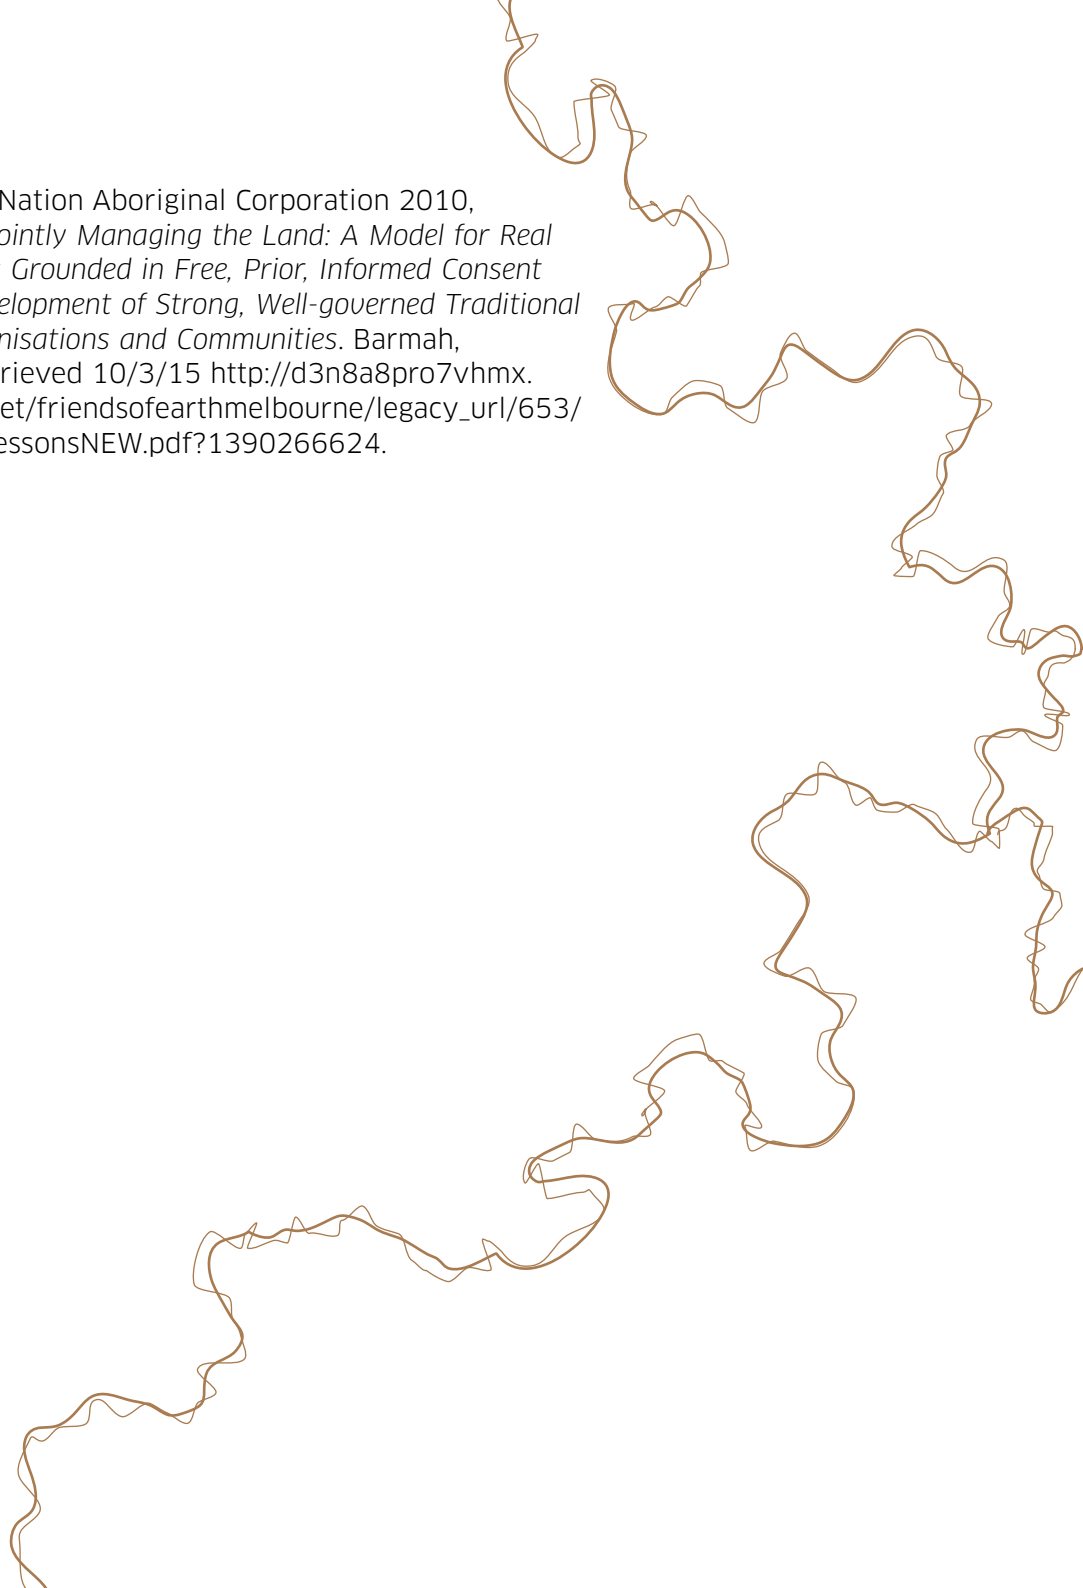 Nation Aboriginal Corporation 2010,
ointly Managing the Land: A Model for Real
Grounded in Free, Prior, Informed Consent
elopment of Strong, Well-governed Traditional
nisations and Communities. Barmah,
rieved 10/3/15 http://d3n8a8pro7vhmx.
et/friendsofearthmelbourne/legacy_url/653/
essonsNEW.pdf?1390266624.